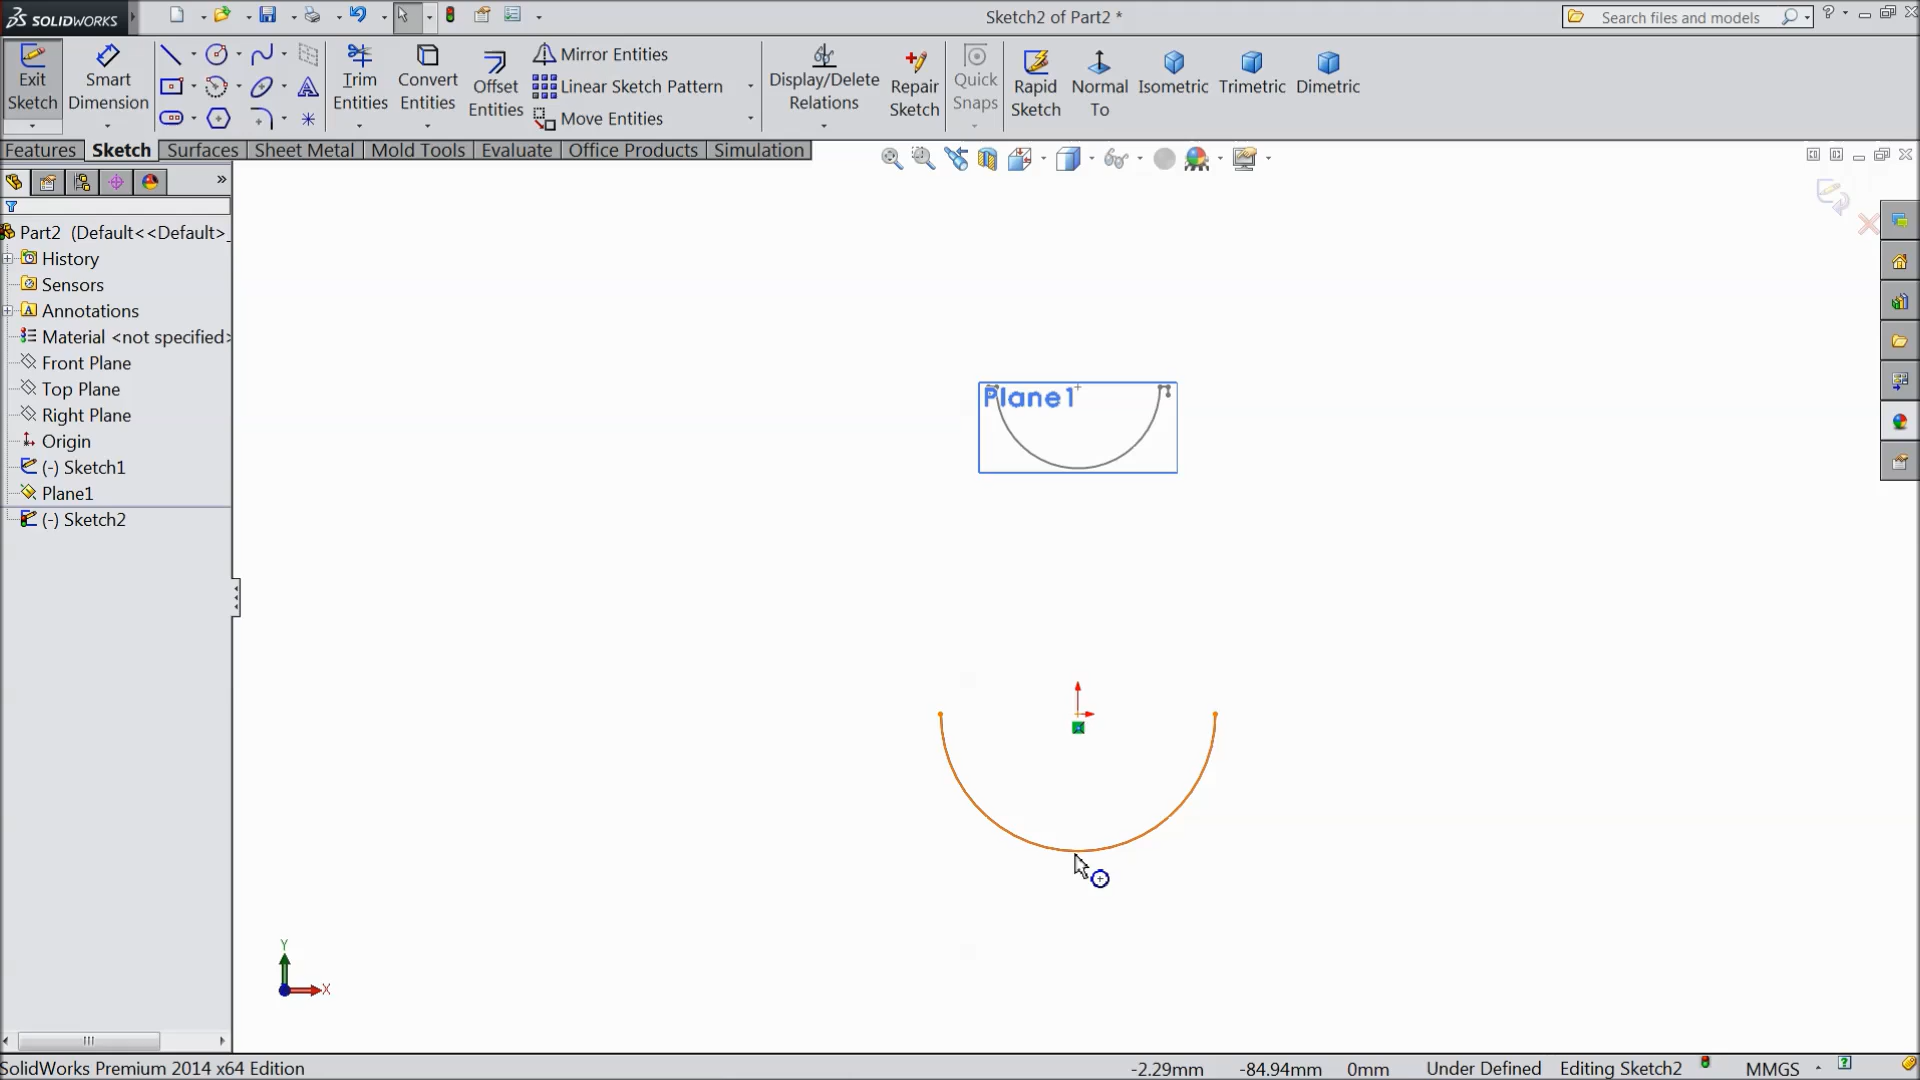 SOLIDWORKS
Sketch2 of Part2 *
Search files and models
?
Exit Sketch
Smart Dimension
Trim Entities
Convert Entities
Offset Entities
Mirror Entities
Linear Sketch Pattern
Move Entities
Display/Delete Relations
Repair Sketch
Quick Snaps
Rapid Sketch
Normal To
Isometric
Trimetric
Dimetric
Features
Sketch
Surfaces
Sheet Metal
Mold Tools
Evaluate
Office Products
Simulation
Part2 (Default<<Default>_
History
Sensors
Annotations
Material <not specified>
Front Plane
Top Plane
Right Plane
Origin
(-) Sketch1
Plane1
(-) Sketch2
Plane1
Y
X
SolidWorks Premium 2014 x64 Edition
-2.29mm
-84.94mm
0mm
Under Defined
Editing Sketch2
MMGS